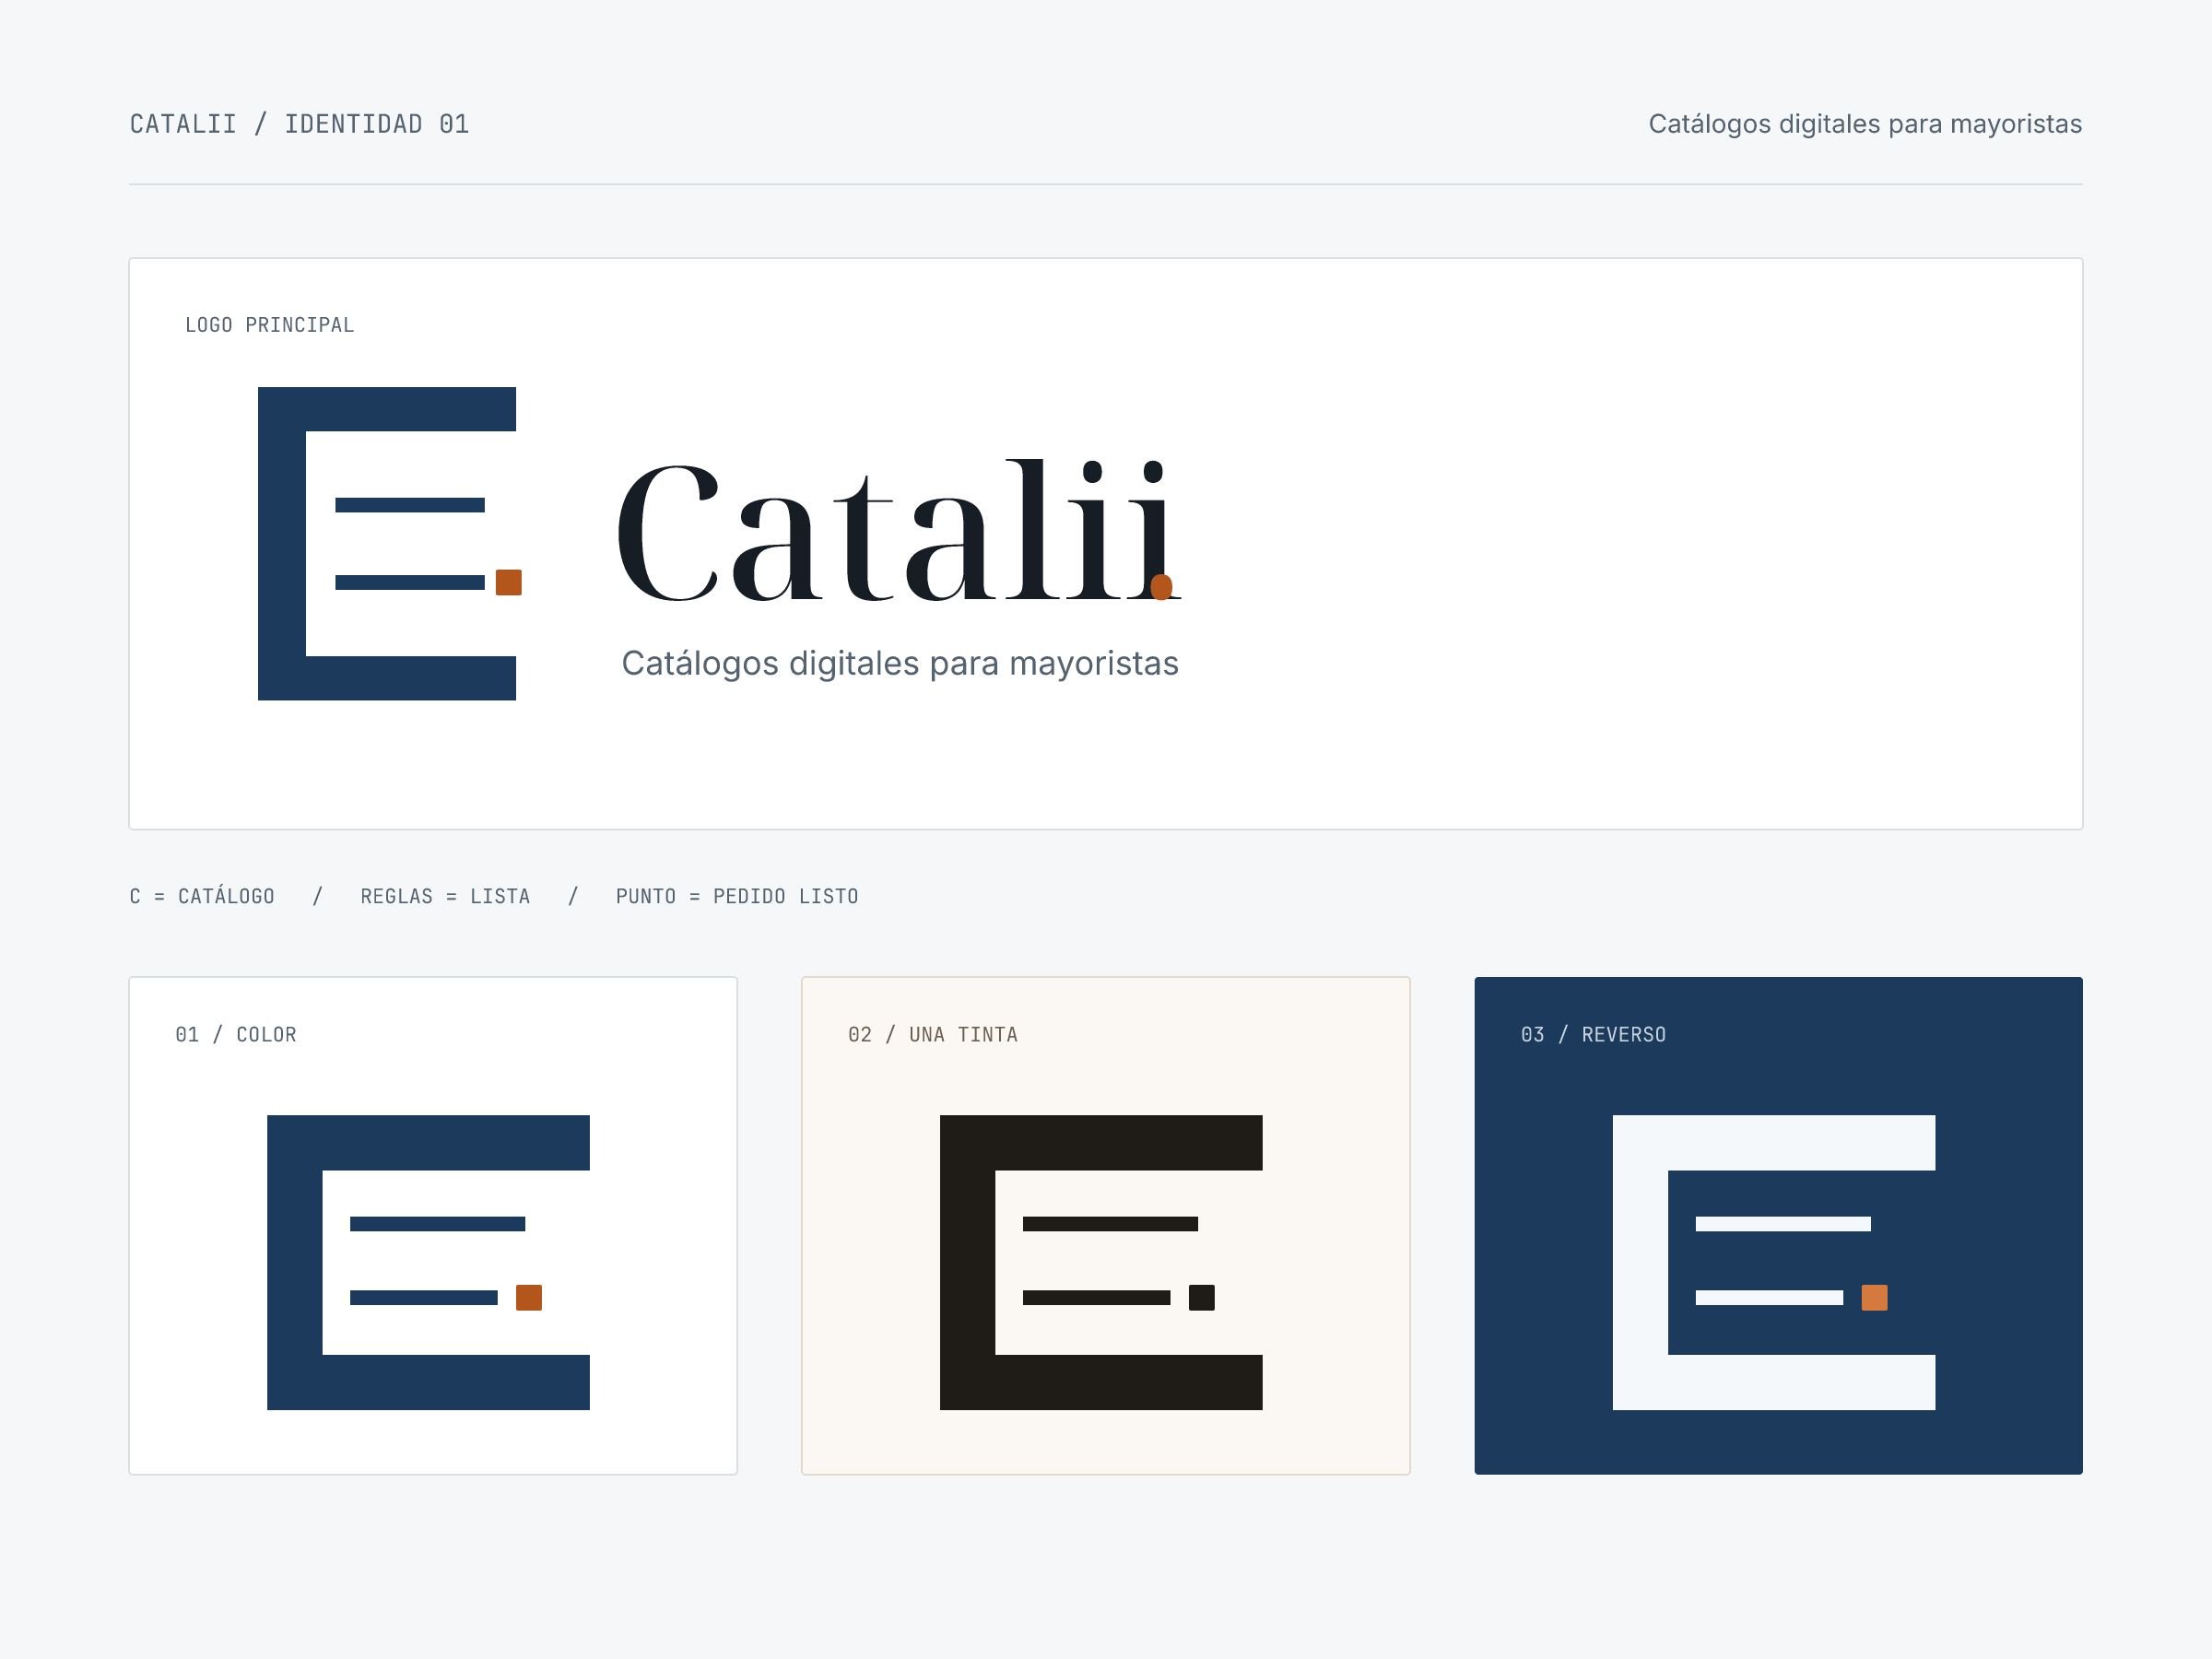 CATALII / IDENTIDAD 01
Catálogos digitales para mayoristas
LOGO PRINCIPAL
Catalii.
Catálogos digitales para mayoristas
C = CATÁLOGO / REGLAS = LISTA / PUNTO = PEDIDO LISTO
01 / COLOR
02 / UNA TINTA
03 / REVERSO